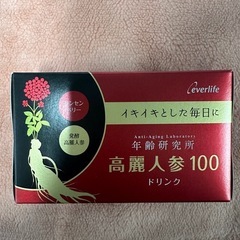 everlife
イキイキとした毎日に
Anti-Aging Laboratory
年齢研究所
高麗人参100
ドリンク
発酵
高麗人参